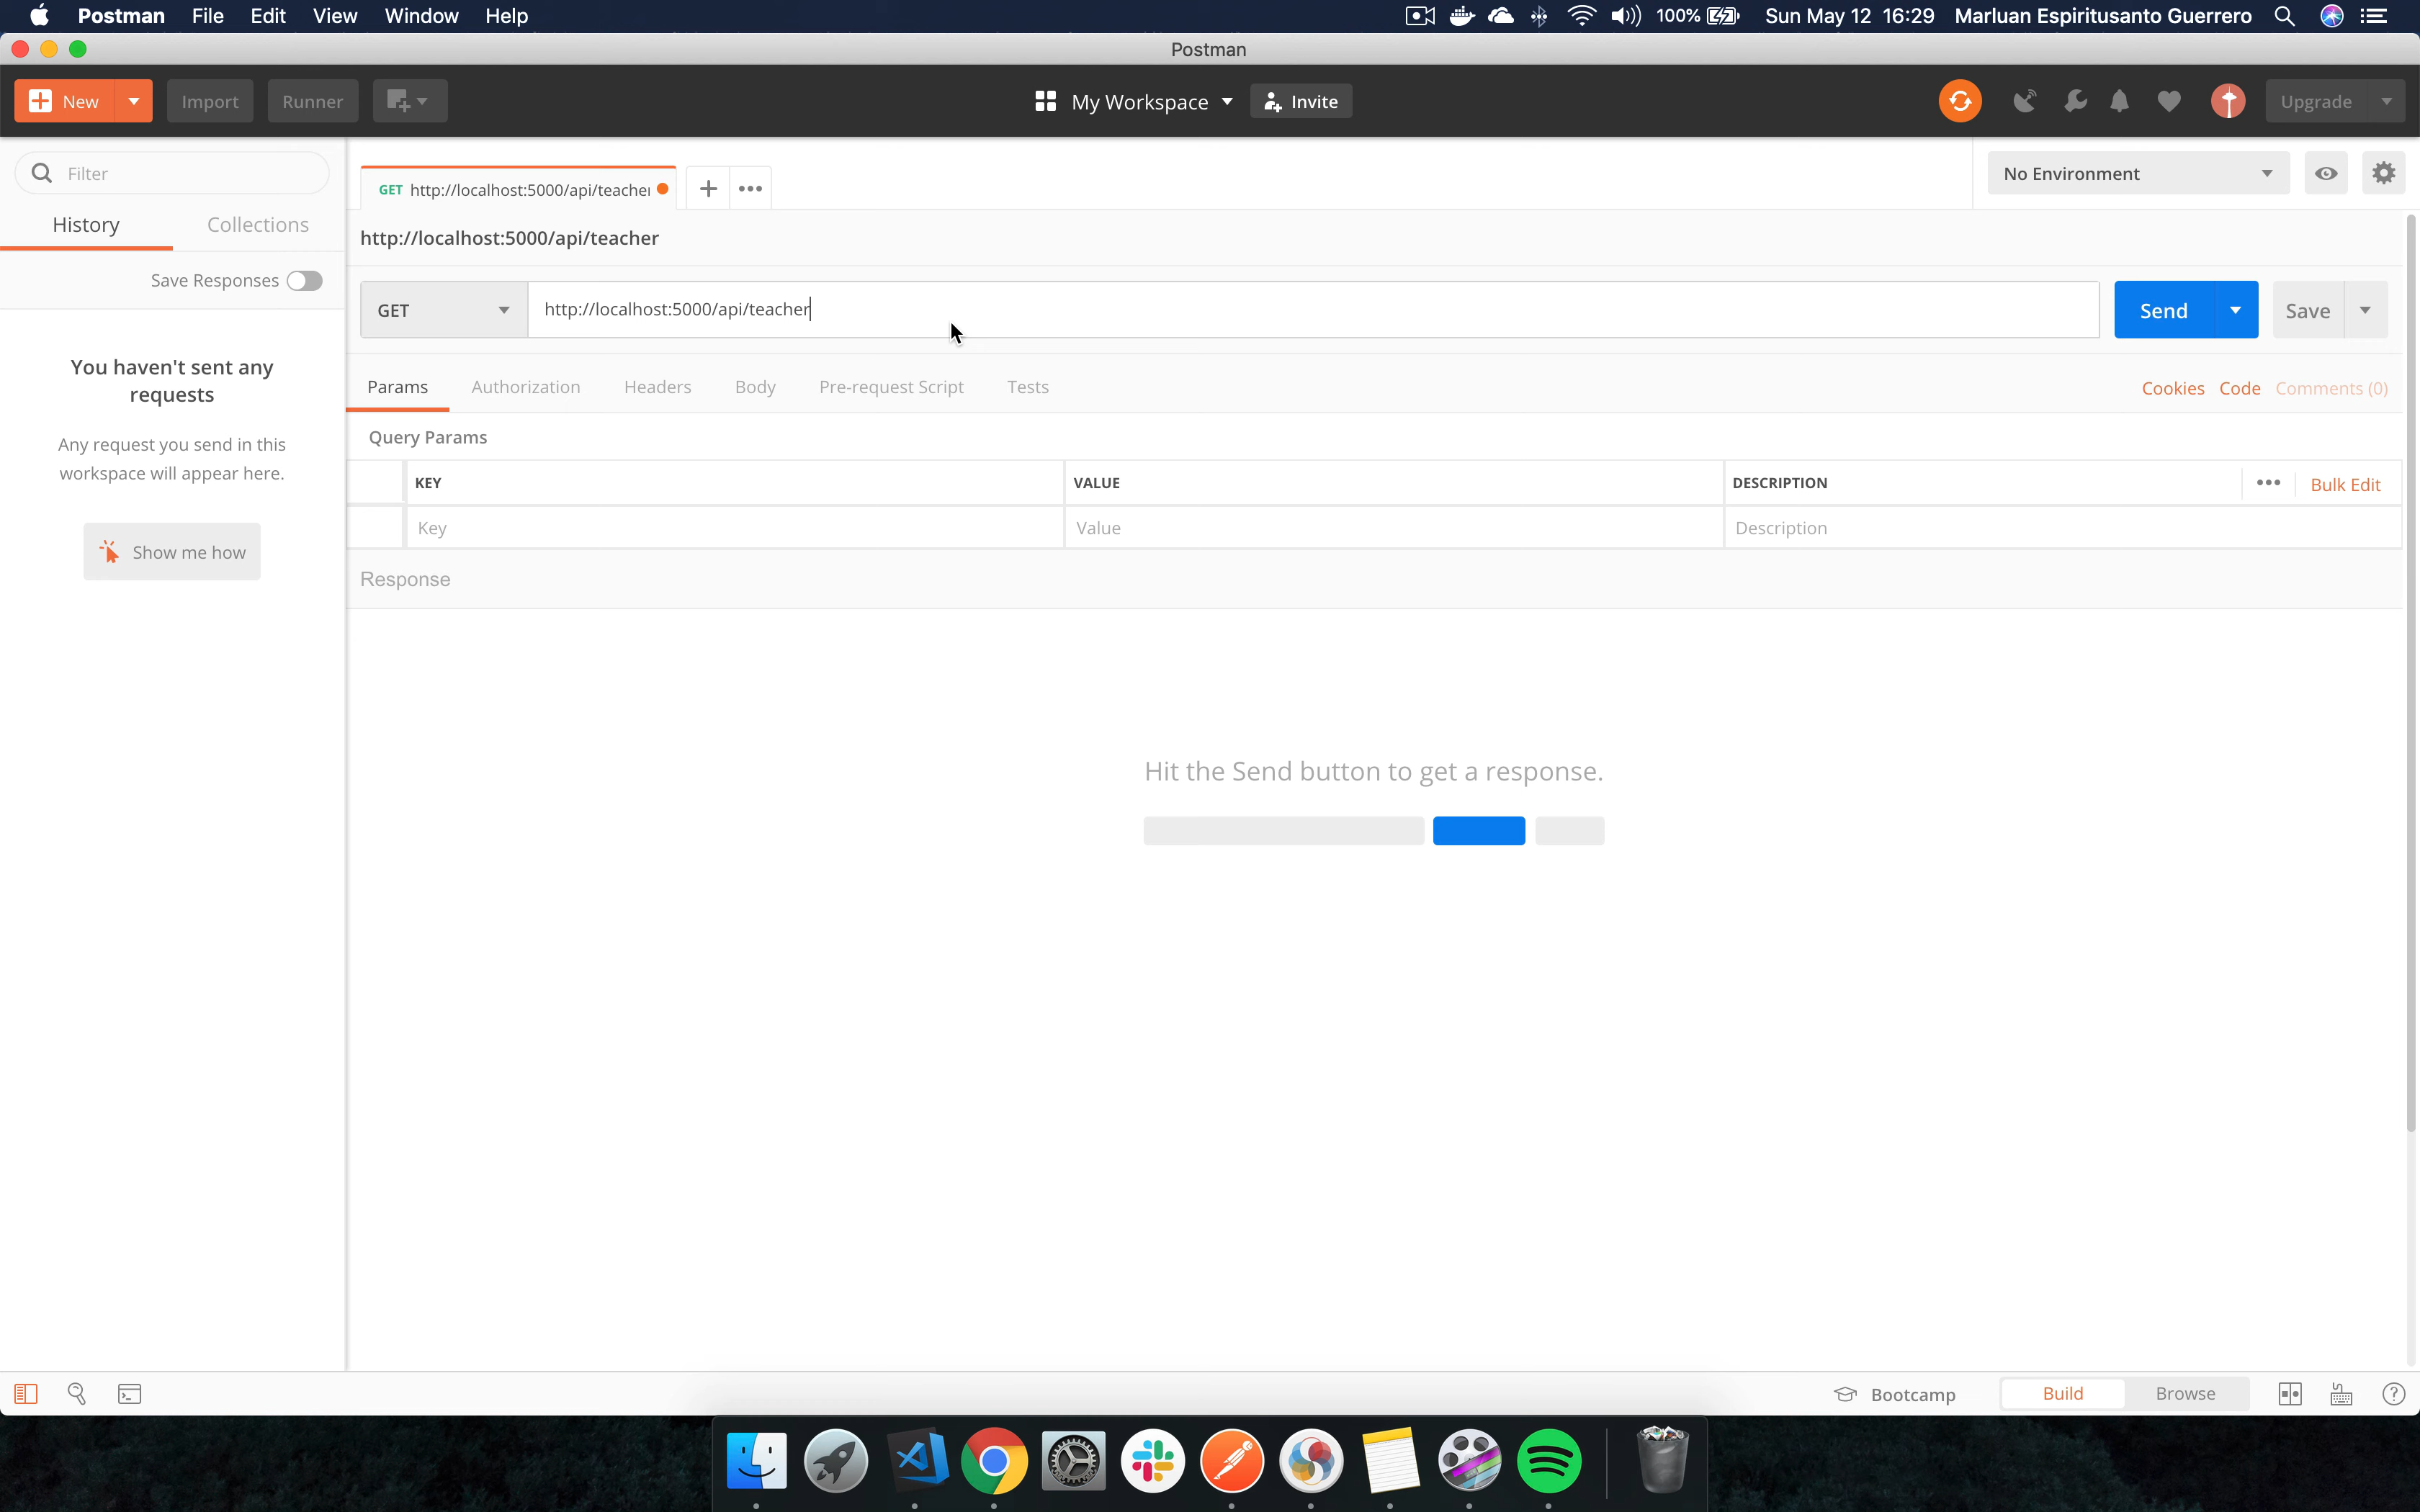 Postman File Edit View Window Help 100% Sun May 12 16:29 Marluan Espiritusanto Guerrero
Postman
New Import Runner My Workspace Invite Upgrade
Filter
GET http://localhost:5000/api/teacher
No Environment
History Collections
http://localhost:5000/api/teacher
Save Responses
GET http://localhost:5000/api/teacher Send Save
You haven't sent any
requests
Any request you send in this
workspace will appear here.
Show me how
Params Authorization Headers Body Pre-request Script Tests Cookies Code Comments (0)
Query Params
KEY VALUE DESCRIPTION Bulk Edit
Key Value Description
Response
Hit the Send button to get a response.
Bootcamp Build Browse